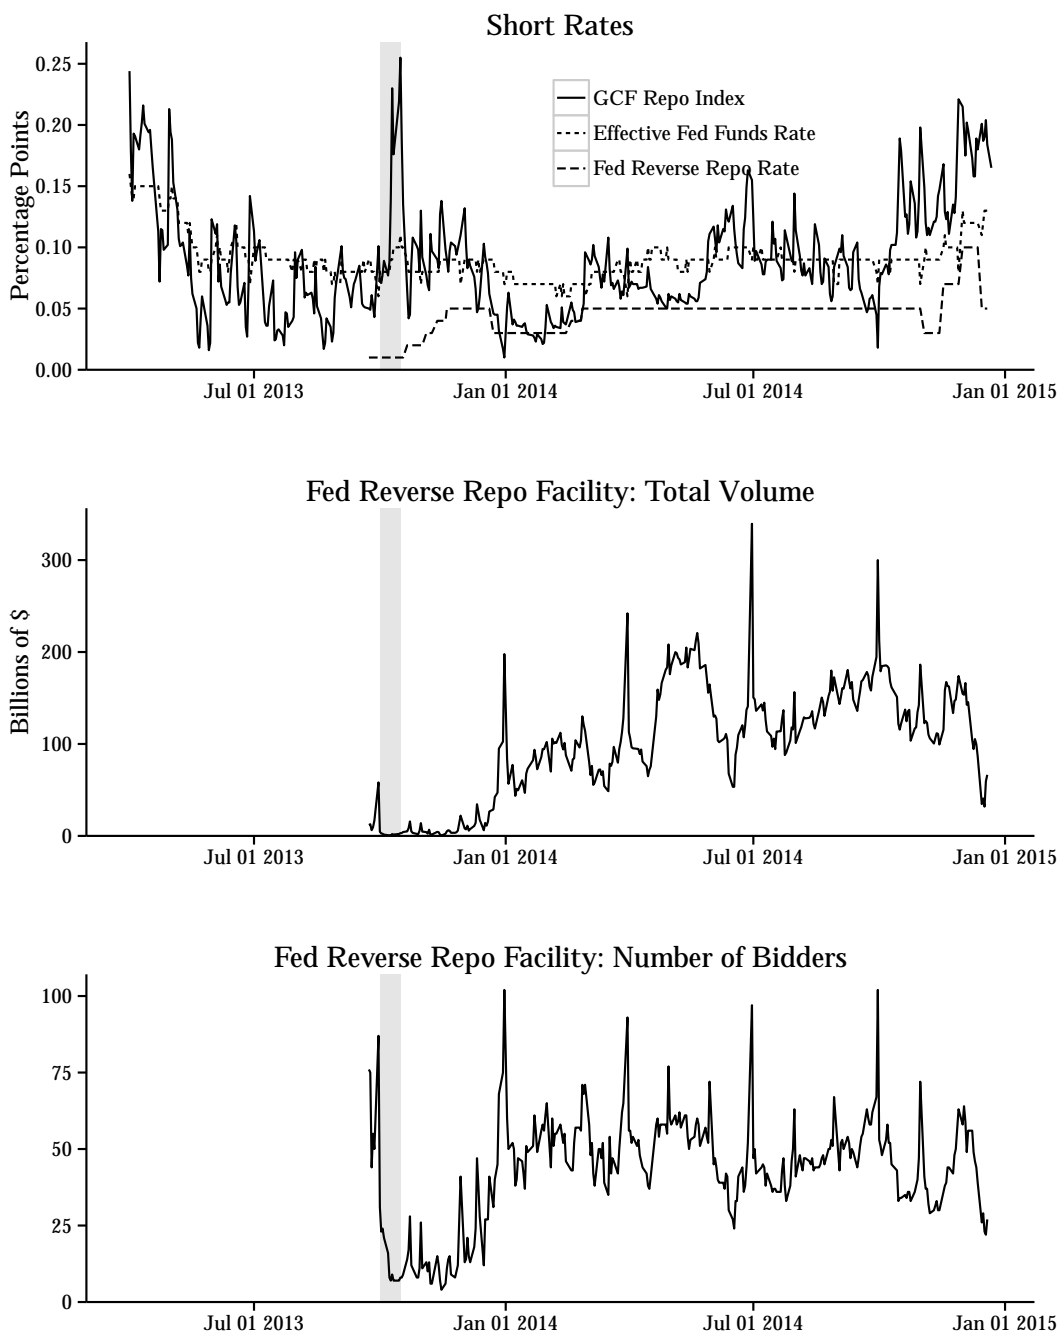 Short Rates
Percentage Points
0.25
0.20
0.15
0.10
0.05
0.00
GCF Repo Index
Effective Fed Funds Rate
Fed Reverse Repo Rate
Jul 01 2013
Jan 01 2014
Jul 01 2014
Jan 01 2015
Fed Reverse Repo Facility: Total Volume
Billions of $
300
200
100
0
Jul 01 2013
Jan 01 2014
Jul 01 2014
Jan 01 2015
Fed Reverse Repo Facility: Number of Bidders
100
75
50
25
0
Jul 01 2013
Jan 01 2014
Jul 01 2014
Jan 01 2015